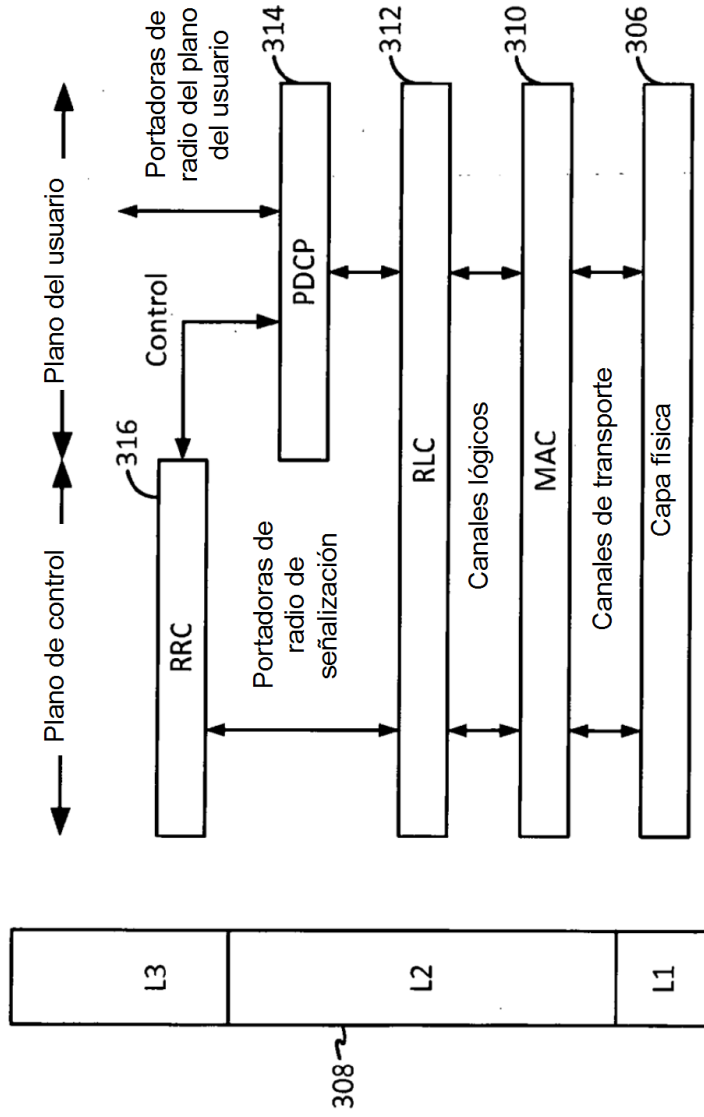 Plano de control
Plano del usuario
316
RRC
Control
Portadoras de
radio del plano
del usuario
Portadoras de
radio de
señalización
PDCP
314
RLC
312
Canales lógicos
MAC
310
Canales de transporte
Capa física
306
L3
L2
L1
308